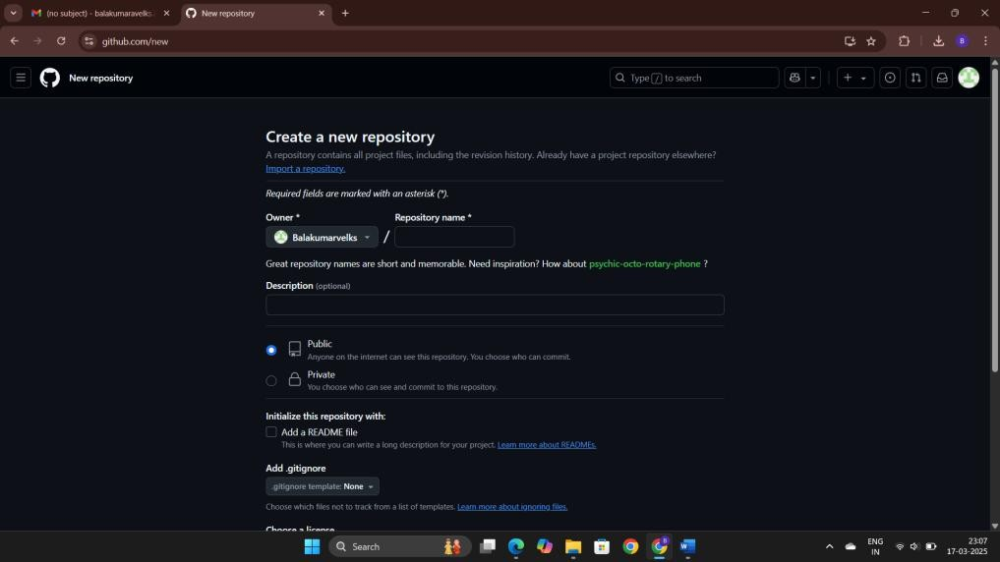 (no subject) - balakumaravelks
New repository
github.com/new
B
New repository
Type / to search
Create a new repository
A repository contains all project files, including the revision history. Already have a project repository elsewhere?
Import a repository.
Required fields are marked with an asterisk (*).
Owner *
Repository name *
Balakumarvelks
/
Great repository names are short and memorable. Need inspiration? How about psychic-octo-rotary-phone ?
Description (optional)
Public
Anyone on the internet can see this repository. You choose who can commit.
Private
You choose who can see and commit to this repository.
Initialize this repository with:
Add a README file
This is where you can write a long description for your project. Learn more about READMEs.
Add .gitignore
.gitignore template: None
Choose which files not to track from a list of templates. Learn more about ignoring files.
Choose a license
Search
ENG
IN
23:07
17-03-2025